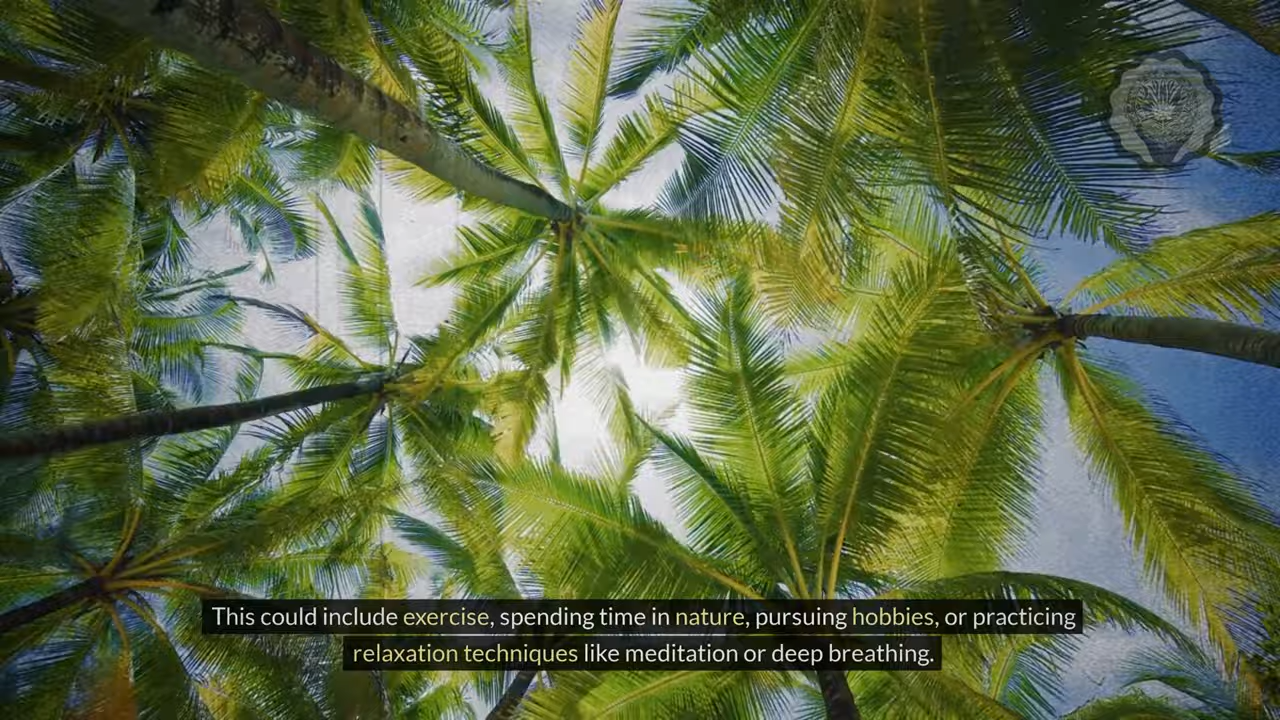 This could include exercise, spending time in nature, pursuing hobbies, or practicing
relaxation techniques like meditation or deep breathing.